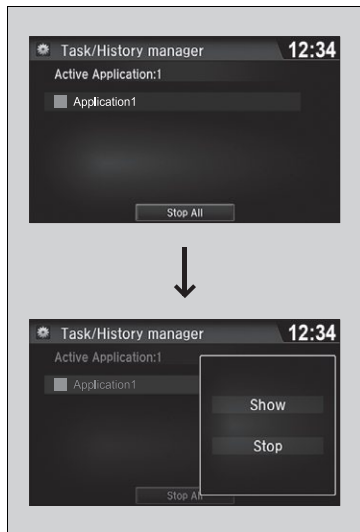 Task/History manager 12:34
Active Application:1
Application1
Stop All
Task/History manager 12:34
Active Application:1
Application1
Show
Stop
Stop All